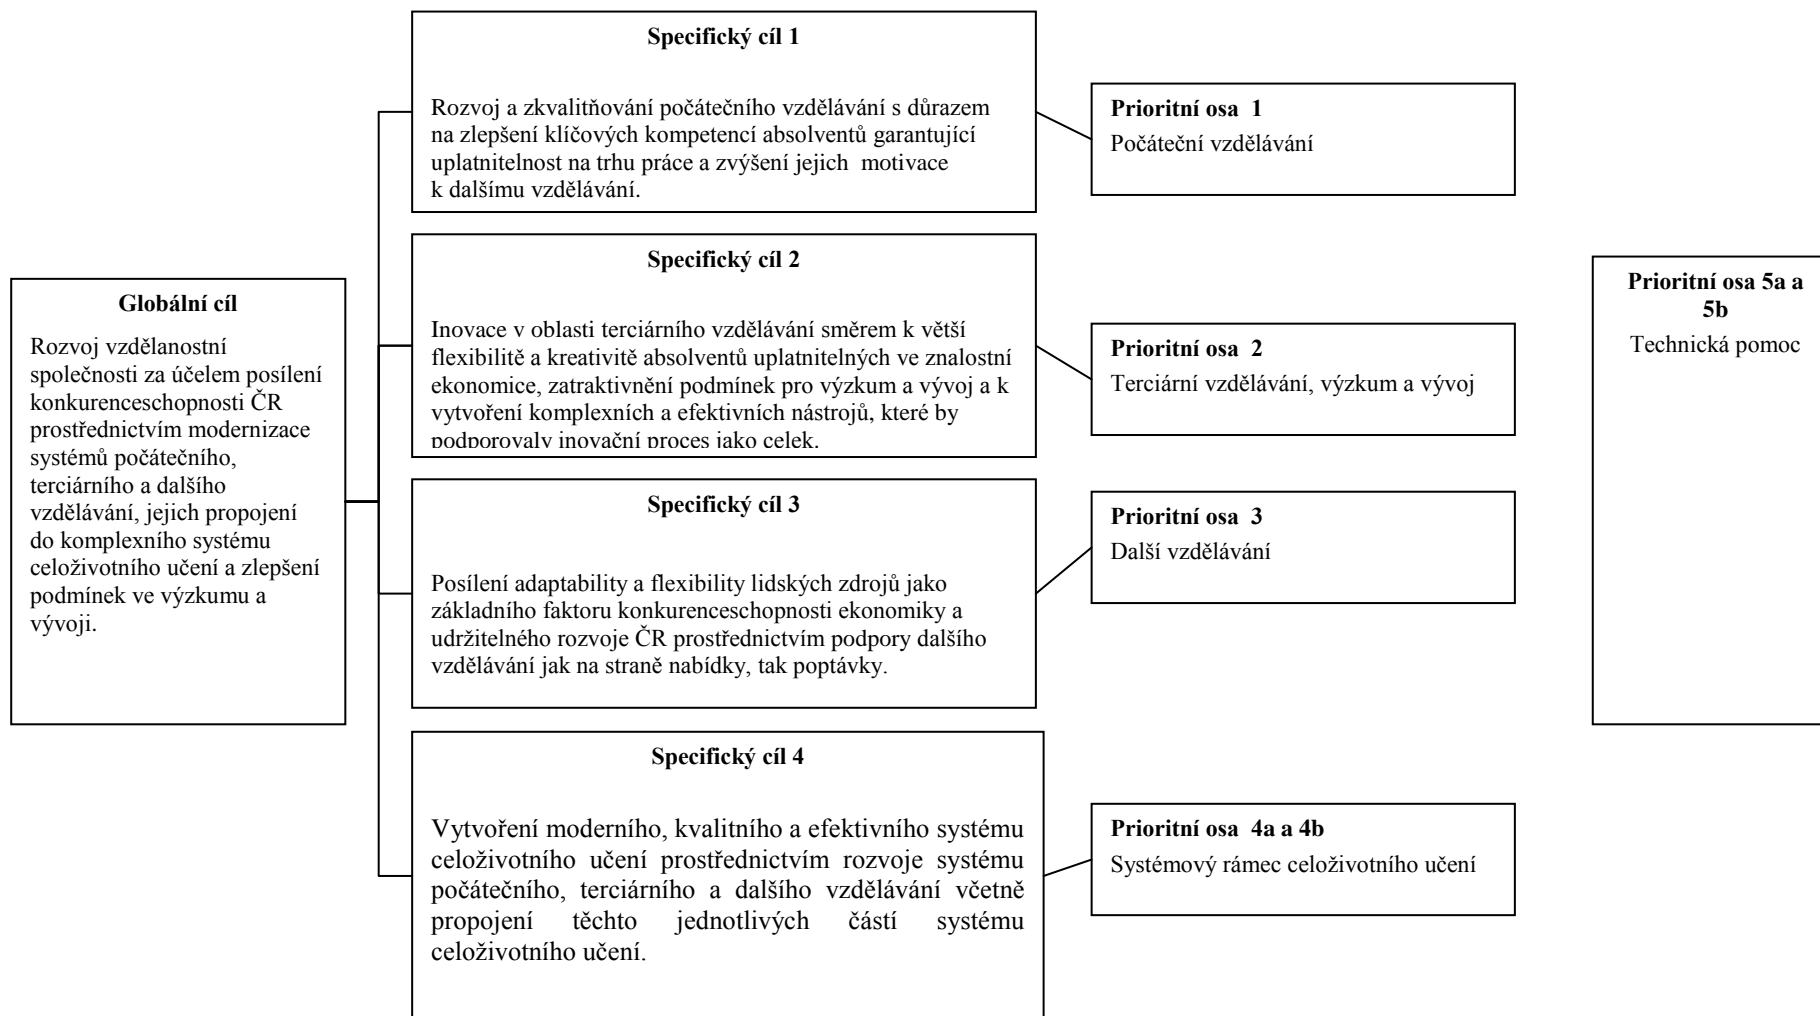 Globální cíl
Rozvoj vzdělanostní
společnosti za účelem posílení
konkurenceschopnosti ČR
prostřednictvím modernizace
systémů počátečního,
terciárního a dalšího
vzdělávání, jejich propojení
do komplexního systému
celoživotního učení a zlepšení
podmínek ve výzkumu a
vývoji.
Specifický cíl 1
Rozvoj a zkvalitňování počátečního vzdělávání s důrazem
na zlepšení klíčových kompetencí absolventů garantující
uplatnitelnost na trhu práce a zvýšení jejich motivace
k dalšímu vzdělávání.
Prioritní osa 1
Počáteční vzdělávání
Specifický cíl 2
Inovace v oblasti terciárního vzdělávání směrem k větší
flexibilitě a kreativitě absolventů uplatnitelných ve znalostní
ekonomice, zatraktivnění podmínek pro výzkum a vývoj a k
vytvoření komplexních a efektivních nástrojů, které by
podporovaly inovační proces jako celek.
Prioritní osa 2
Terciární vzdělávání, výzkum a vývoj
Specifický cíl 3
Posílení adaptability a flexibility lidských zdrojů jako
základního faktoru konkurenceschopnosti ekonomiky a
udržitelného rozvoje ČR prostřednictvím podpory dalšího
vzdělávání jak na straně nabídky, tak poptávky.
Prioritní osa 3
Další vzdělávání
Specifický cíl 4
Vytvoření moderního, kvalitního a efektivního systému
celoživotního učení prostřednictvím rozvoje systému
počátečního, terciárního a dalšího vzdělávání včetně
propojení těchto jednotlivých částí systému
celoživotního učení.
Prioritní osa 4a a 4b
Systémový rámec celoživotního učení
Prioritní osa 5a a
5b
Technická pomoc